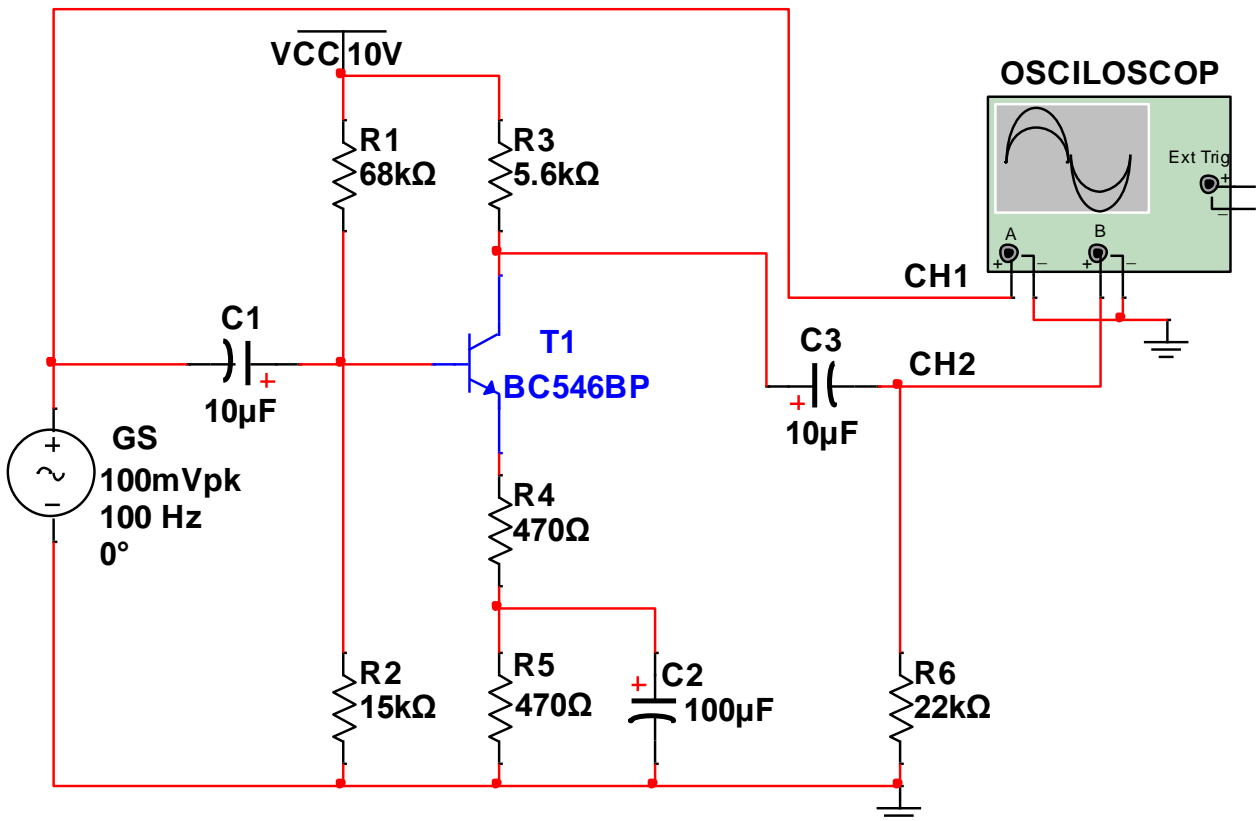 VCC 10V
OSCILOSCOP
R1
68kΩ
R3
5.6kΩ
Ext Trig
+
−
A
B
+
−
+
−
CH1
C1
+
10µF
T1
BC546BP
C3
+
10µF
CH2
GS
+
−
100mVpk
100 Hz
0°
R4
470Ω
R2
15kΩ
R5
470Ω
+
C2
100µF
R6
22kΩ